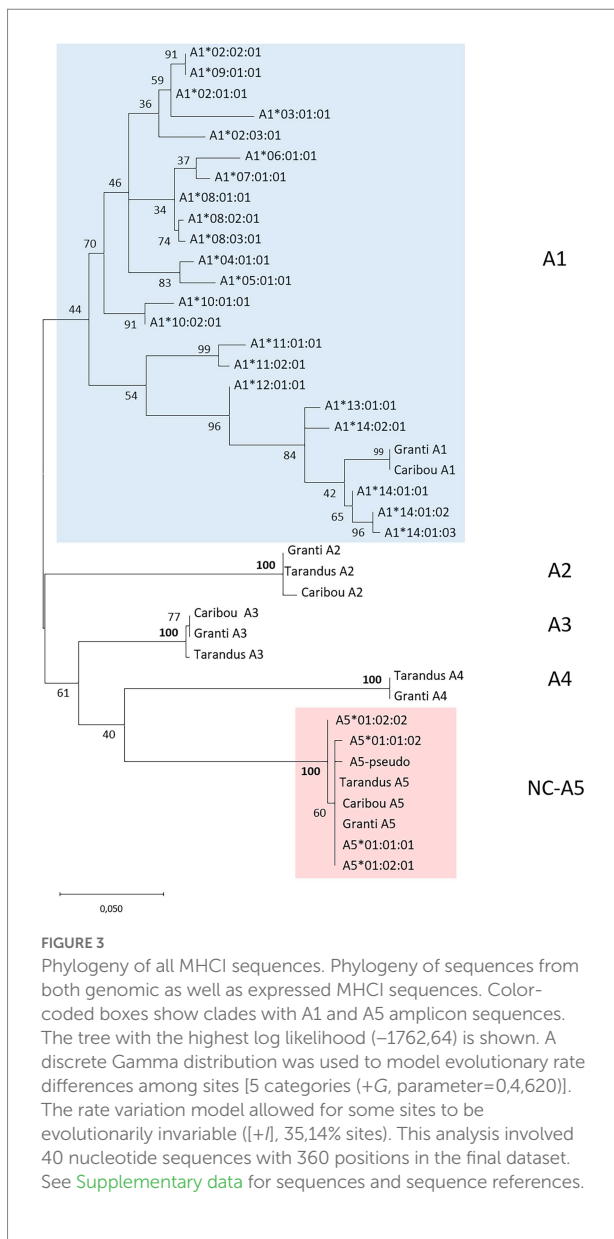 91
A1*02:02:01
A1*09:01:01
59
A1*02:01:01
36
A1*03:01:01
A1*02:03:01
37
A1*06:01:01
46
A1*07:01:01
A1*08:01:01
34
A1*08:02:01
74
A1*08:03:01
70
A1*04:01:01
83
A1*05:01:01
A1
44
A1*10:01:01
91
A1*10:02:01
99
A1*11:01:01
A1*11:02:01
54
A1*12:01:01
96
A1*13:01:01
A1*14:02:01
84
99
Granti A1
Caribou A1
42
A1*14:01:01
65
A1*14:01:02
96
A1*14:01:03
Granti A2
100
Tarandus A2
A2
Caribou A2
77
Caribou A3
100
Granti A3
A3
Tarandus A3
61
100
Tarandus A4
A4
Granti A4
40
A5*01:02:02
A5*01:01:02
100
A5-pseudo
Tarandus A5
NC-A5
60
Caribou A5
Granti A5
A5*01:01:01
A5*01:02:01
0,050
FIGURE 3
Phylogeny of all MHCI sequences. Phylogeny of sequences from
both genomic as well as expressed MHCI sequences. Color-
coded boxes show clades with A1 and A5 amplicon sequences.
The tree with the highest log likelihood (−1762,64) is shown. A
discrete Gamma distribution was used to model evolutionary rate
differences among sites [5 categories (+G, parameter=0,4,620)].
The rate variation model allowed for some sites to be
evolutionarily invariable ([+I], 35,14% sites). This analysis involved
40 nucleotide sequences with 360 positions in the final dataset.
See Supplementary data for sequences and sequence references.